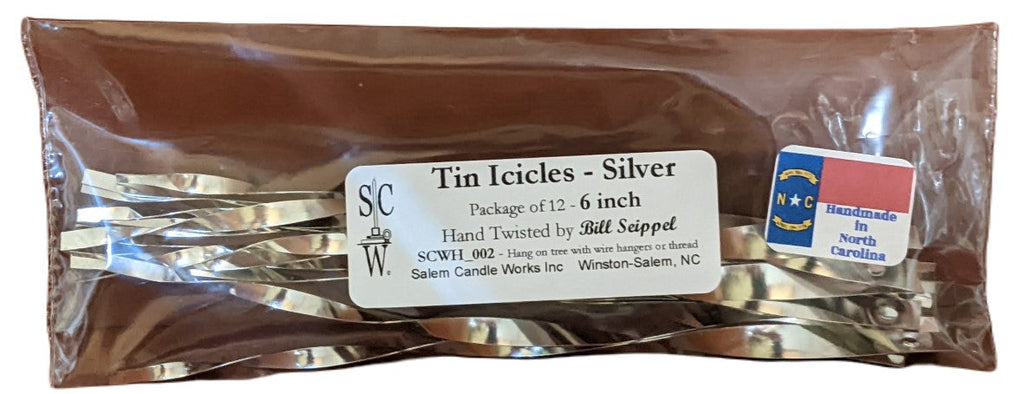 SC
W
Tin Icicles - Silver
Package of 12 - 6 inch
Hand Twisted by Bill Seippel
SCWH_002 - Hang on tree with wire hangers or thread
Salem Candle Works Inc Winston-Salem, NC
N C
Handmade
In
North
Carolina